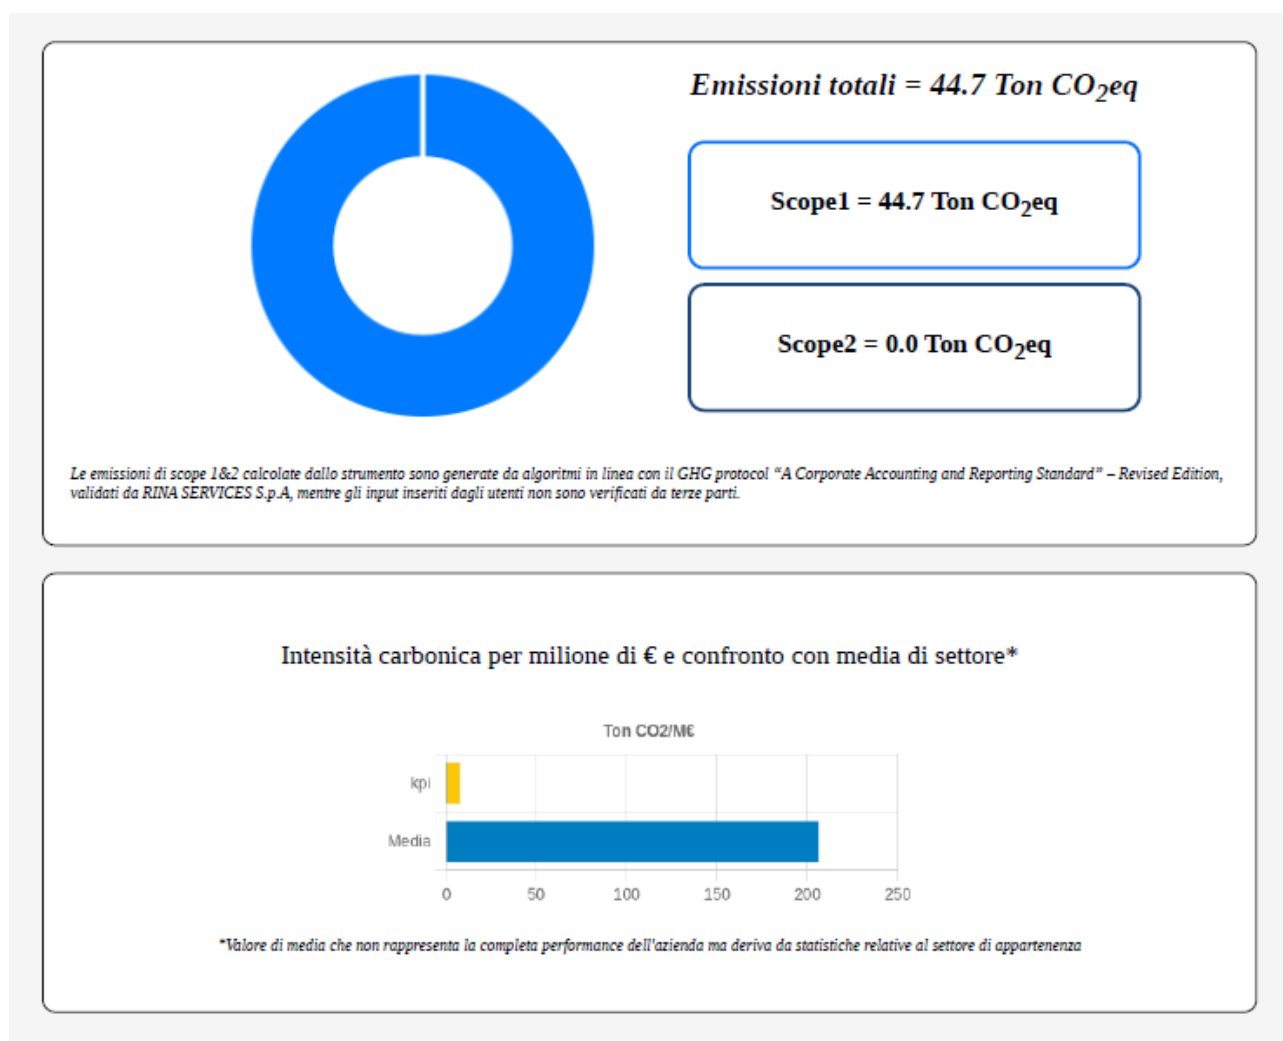 Emissioni totali = 44.7 Ton CO2eq
Scope1 = 44.7 Ton CO2eq
Scope2 = 0.0 Ton CO2eq
Le emissioni di scope 1&2 calcolate dallo strumento sono generate da algoritmi in linea con il GHG protocol “A Corporate Accounting and Reporting Standard” – Revised Edition,
validati da RINA SERVICES S.p.A, mentre gli input inseriti dagli utenti non sono verificati da terze parti.
Intensità carbonica per milione di € e confronto con media di settore*
Ton CO2/M€
kpi
Media
0 50 100 150 200 250
*Valore di media che non rappresenta la completa performance dell'azienda ma deriva da statistiche relative al settore di appartenenza